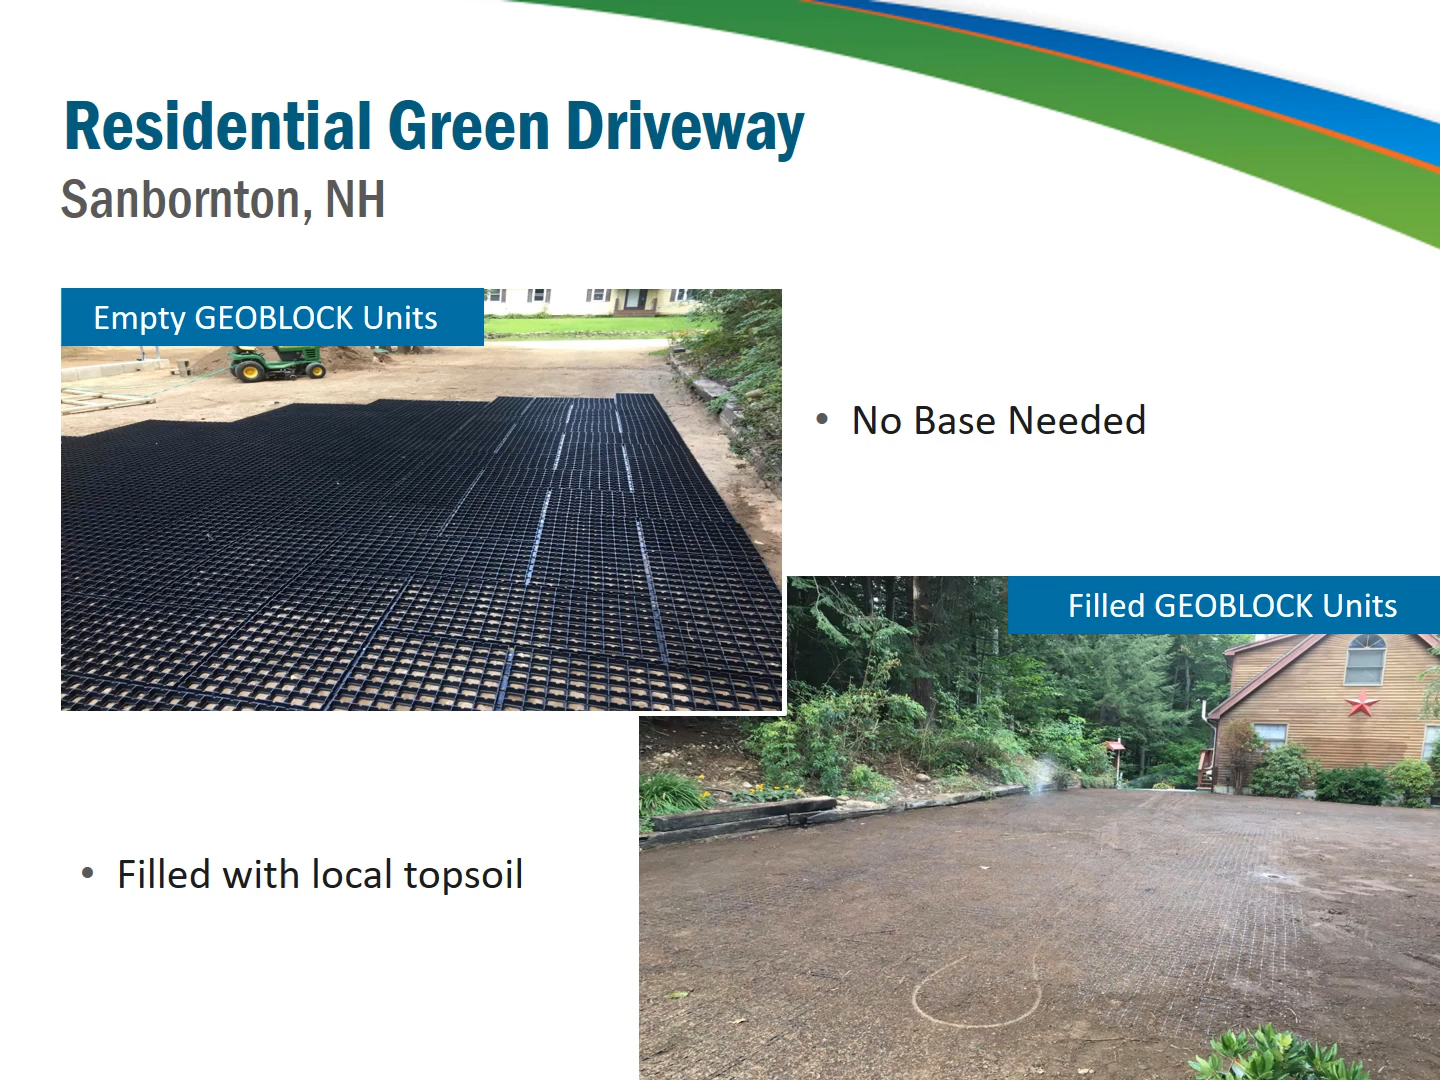 Residential Green Driveway
Sanbornton, NH
Empty GEOBLOCK Units
• No Base Needed
Filled GEOBLOCK Units
• Filled with local topsoil